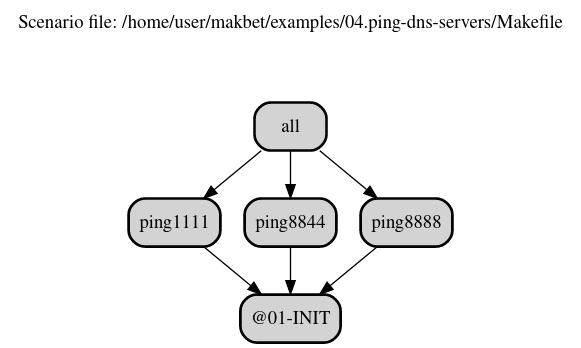 Scenario file: /home/user/makbet/examples/04.ping-dns-servers/Makefile
all
ping1111
ping8844
ping8888
@01-INIT